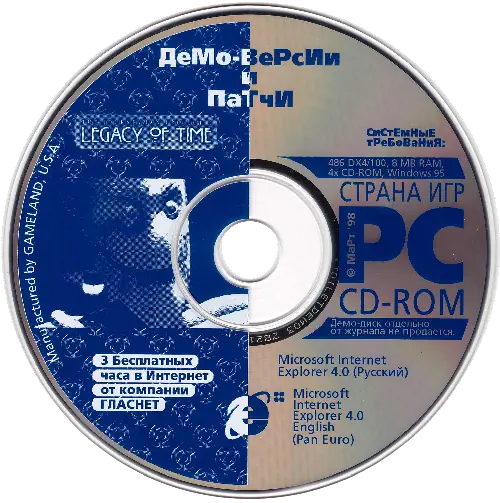 ДеМо-ВеРсИи
и
ПаТчИ
LEGACY OF TIME
Manufactured by GAMELAND, U.S.A.
СиСтЕмНыЕ
тРеБоВаНиЯ:
486 DX4/100, 8 MB RAM,
4x CD-ROM, Windows 95
СТРАНА ИГР
© МаРт '98
PC
CD-ROM
Демо-диск отдельно
от журнала не продается.
3 Бесплатных
часа в Интернет
от компании
ГЛАСНЕТ
Microsoft Internet
Explorer 4.0 (Русский)
Microsoft
Internet
Explorer 4.0
English
(Pan Euro)